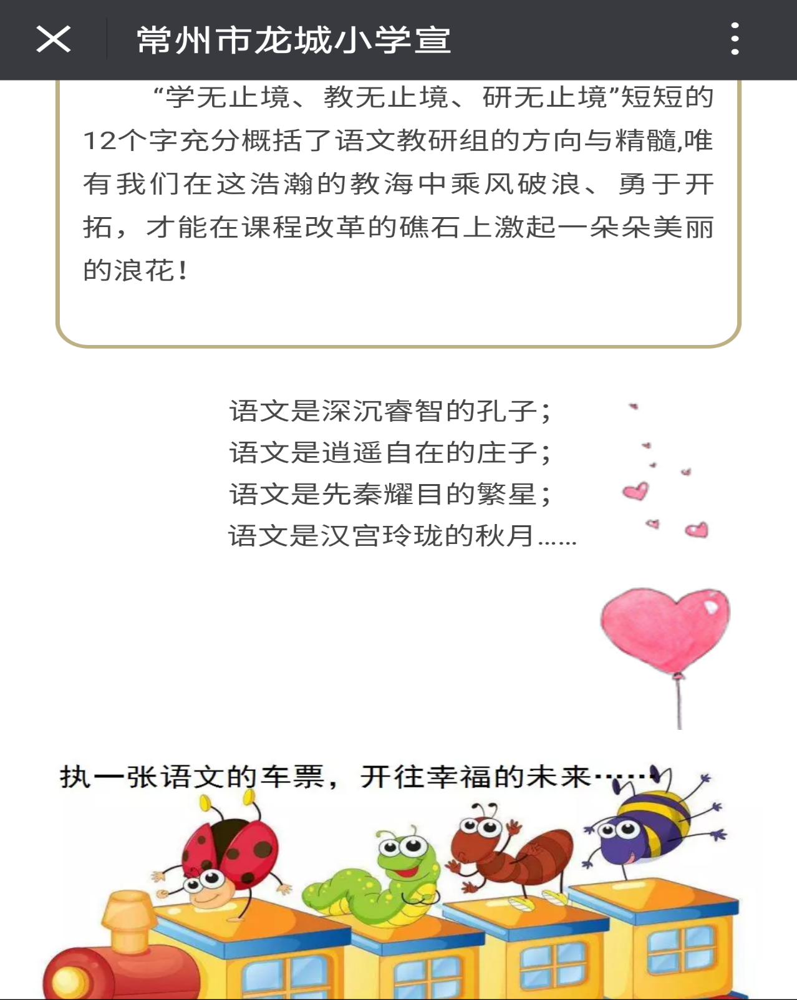 常州市龙城小学宣
“学无止境、教无止境、研无止境”短短的
12个字充分概括了语文教研组的方向与精髓,唯
有我们在这浩瀚的教海中乘风破浪、勇于开
拓，才能在课程改革的礁石上激起一朵朵美丽
的浪花！
语文是深沉睿智的孔子；
语文是逍遥自在的庄子；
语文是先秦耀目的繁星；
语文是汉宫玲珑的秋月……
执一张语文的车票，开往幸福的未来……